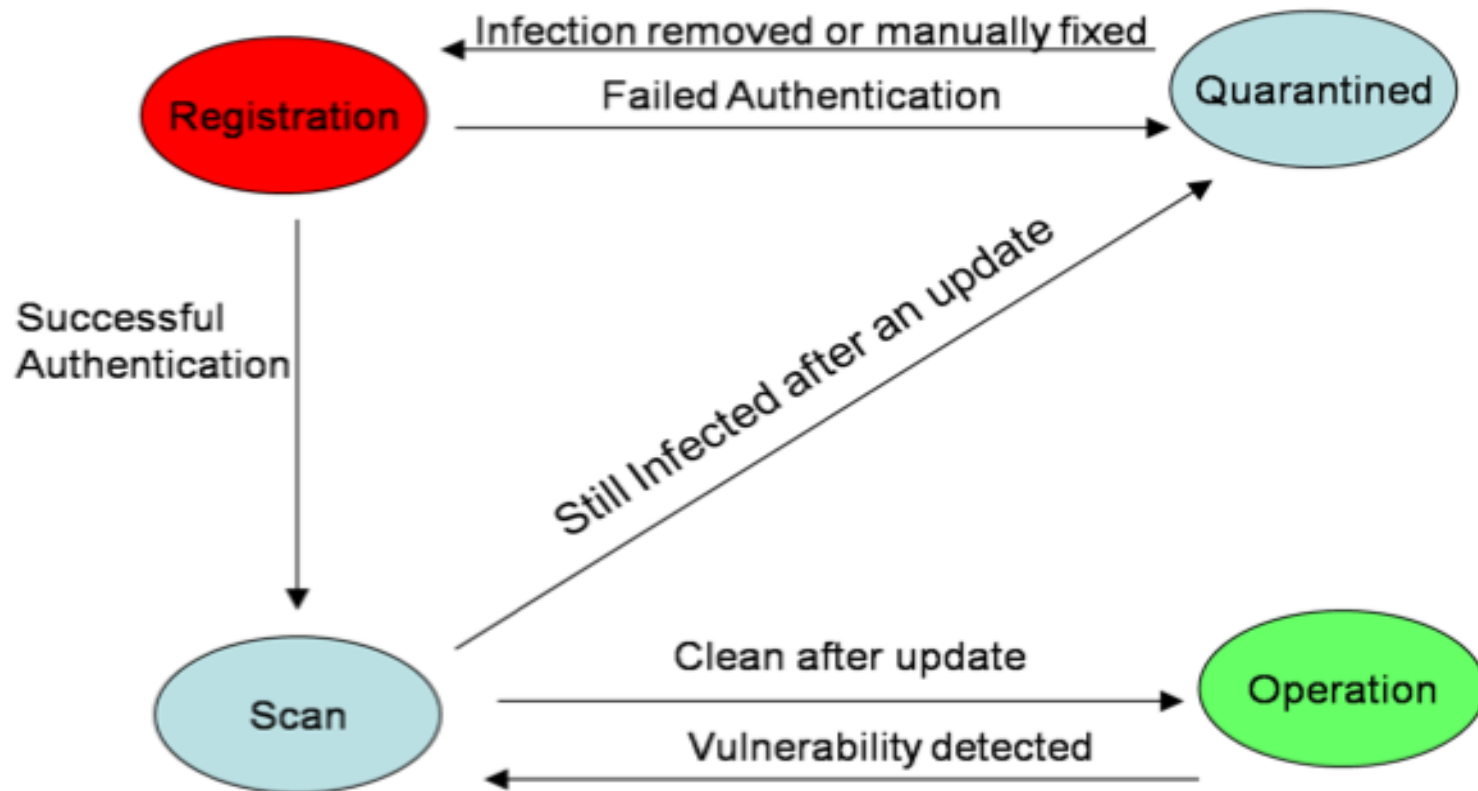 Infection removed or manually fixed
Registration
Failed Authentication
Quarantined
Successful
Authentication
Still Infected after an update
Clean after update
Scan
Operation
Vulnerability detected